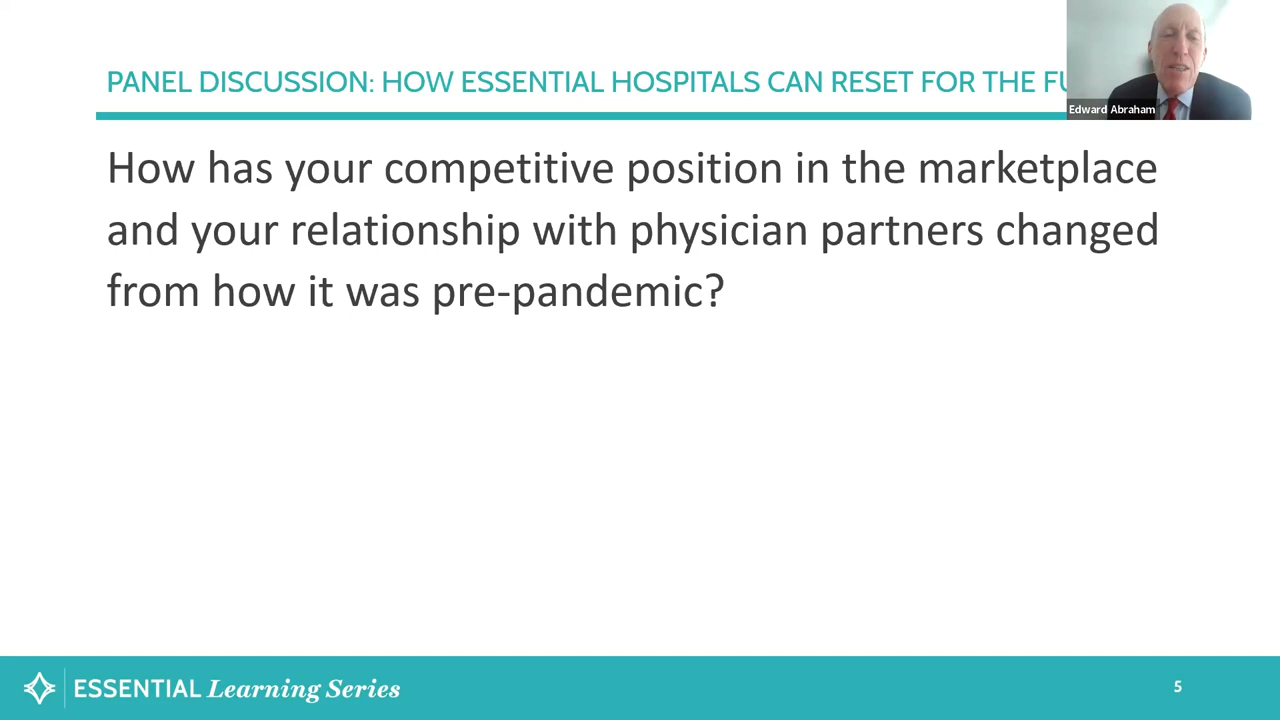 PANEL DISCUSSION: HOW ESSENTIAL HOSPITALS CAN RESET FOR THE
Edward Abraham
How has your competitive position in the marketplace
and your relationship with physician partners changed
from how it was pre-pandemic?
ESSENTIAL Learning Series
5